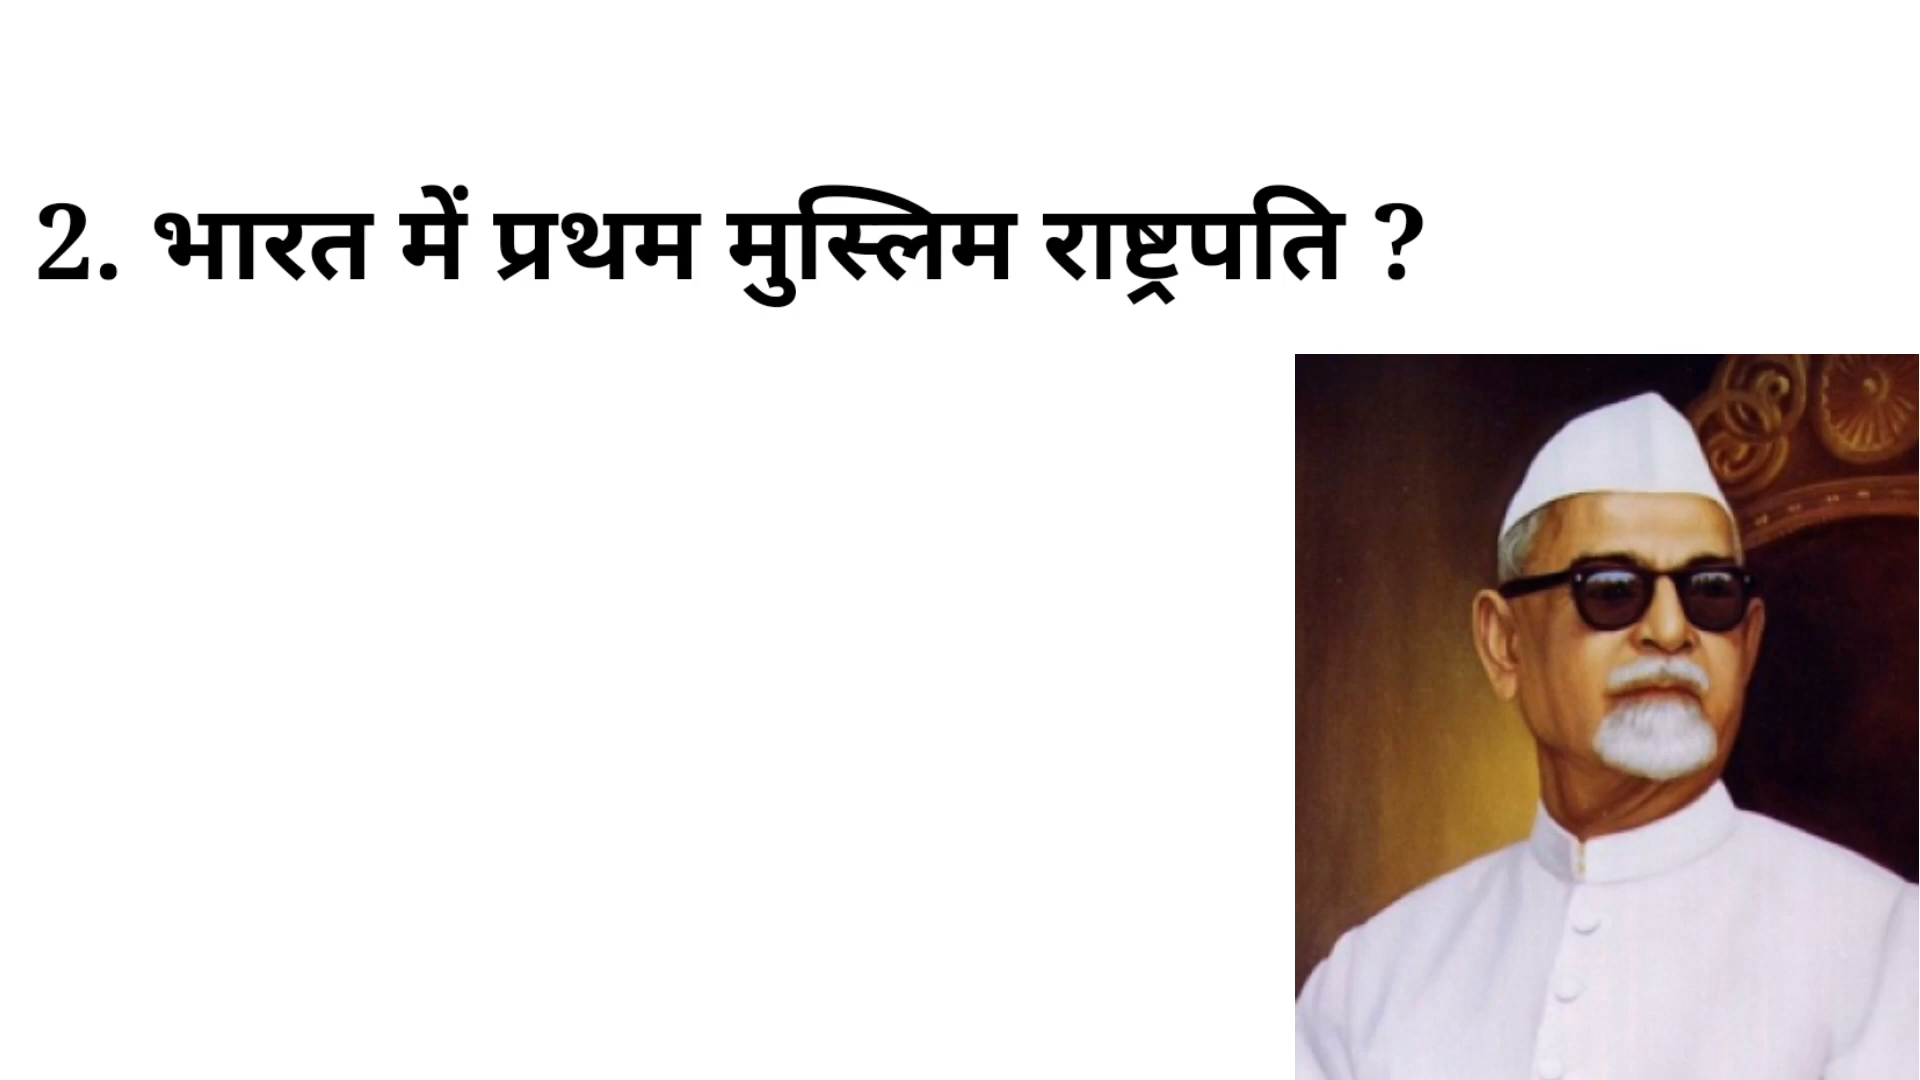 2. भारत में प्रथम मुस्लिम राष्ट्रपति ?